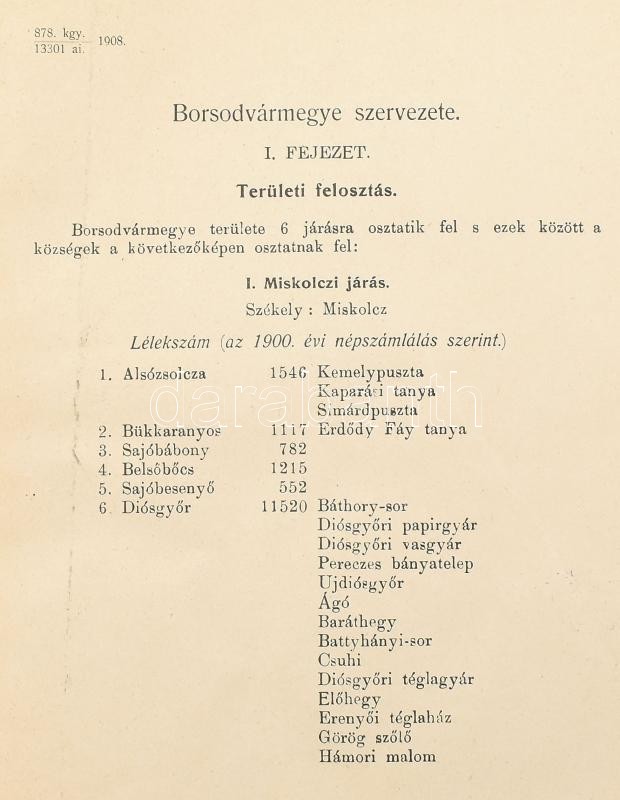 878. kgy.
13301 ai. 1908.
Borsodvármegye szervezete.
I. FEJEZET.
Területi felosztás.
Borsodvármegye területe 6 járásra osztatik fel s ezek között a
községek a következőképen osztatnak fel:
I. Miskolczi járás.
Székely : Miskolcz
Lélekszám (az 1900. évi népszámlálás szerint.)
1. Alsózsolcza 1546 Kemelypuszta
Kaparási tanya
Simárdpuszta
2. Bükkaranyos 1117 Erdődy Fáy tanya
3. Sajóbábony 782
4. Belsőbőcs 1215
5. Sajóbesenyő 552
6. Diósgyőr 11520 Báthory-sor
Diósgyőri papirgyár
Diósgyőri vasgyár
Pereczes bányatelep
Ujdiósgyőr
Ágó
Baráthegy
Battyhányi-sor
Csuhi
Diósgyőri téglagyár
Előhegy
Erenyői téglaház
Görög szőlő
Hámori malom
darabanth